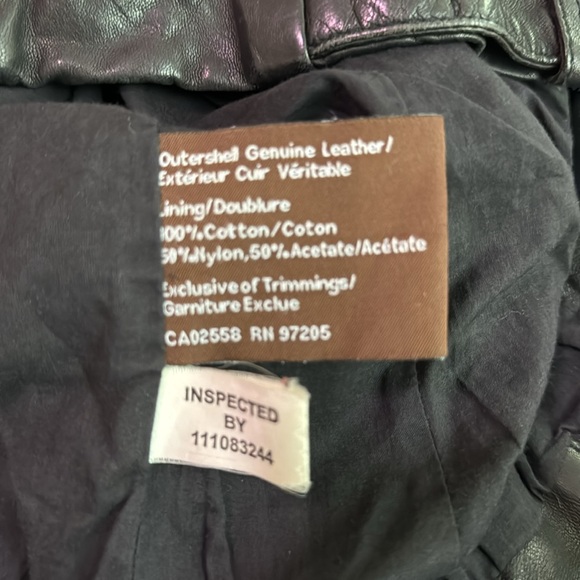 Outershell Genuine Leather/
Extérieur Cuir Véritable
Lining/Doublure
100% Cotton/Coton
50% Nylon, 50% Acetate/Acétate
Exclusive of Trimmings/
Garniture Exclue
CA02558 RN 97205
INSPECTED
BY
111083244